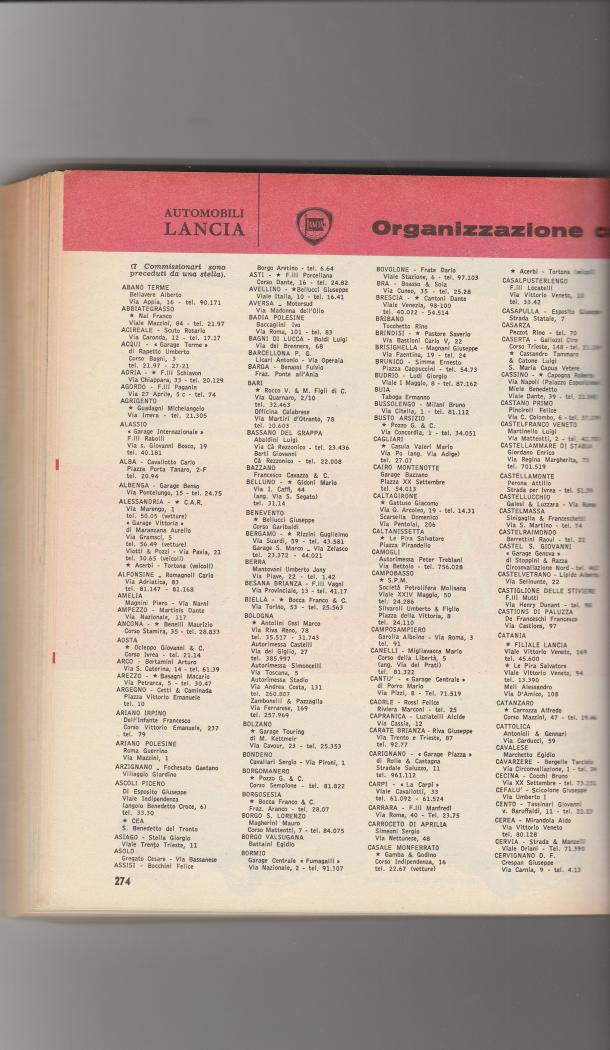 AUTOMOBILI
LANCIA
LANCIA
Organizzazione
(I Commissionari sono
preceduti da una stella).
ABANO TERME
Bellavere Alberto
Via Appia, 16 - tel. 90.171
ABBIATEGRASSO
★ Nai Franco
Viale Mazzini, 84 - tel. 21.97
ACIREALE - Scuto Rosario
Via Caronda, 12 - tel. 17.17
ACQUI - « Garage Terme »
di Rapetto Umberto
Corso Bagni, 3
tel. 21.97 - 27-21
ADRIA - ★ F.lli Schiavon
Via Chiappara, 33 - tel. 20.129
AGORDO - F.lli Paganin
Via 27 Aprile, 5 c - tel. 74
AGRIGENTO
★ Guadagni Michelangelo
Via Imera - tel. 21.305
ALASSIO
« Garage Internazionale »
F.lli Rabolli
Via S. Giovanni Bosco, 19
tel. 40.181
ALBA - Cavallotto Carlo
Piazza Porta Tanaro, 2-F
tel. 20.94
ALBENGA - Garage Benso
Via Pontelungo, 15 - tel. 24.75
ALESSANDRIA - ★ C.A.R.
Via Marengo, 1
tel. 50.05 (vetture)
« Garage Vittoria »
di Maranzana Aurelio
Via Gramsci, 5
tel. 56.49 (vetture)
Viotti & Pozzi - Via Pavia, 21
tel. 30.65 (veicoli)
★ Acerbi - Tortona (veicoli)
ALFONSINE _ Romagnoli Carlo
Via Adriatica, 87
tel. 81.147 - 81.168
AMELIA
Magnini Piero - Via Narni
AMPEZZO - Martinis Dante
Via Nazionale, 117
ANCONA - ★ Benelli Maurizio
Corso Stamira, 35 - tel. 28.833
AOSTA
★ Ocleppo Giovanni & C.
Corso Ivrea - tel. 21.14
ARCO - Bertamini Arturo
Via S. Caterina, 14 - tel. 61.39
AREZZO - ★ Basagni Macario
Via Petrarca, 5 - tel. 30.47
ARGEGNO - Cetti & Caminada
Piazza Vittorio Emanuele
tel. 10
ARIANO IRPINO
Dell'Infante Francesco
Corso Vittorio Emanuele, 237
tel. 79
ARIANO POLESINE
Roma Guerrino
Via Mazzini, 1
ARZIGNANO _ Fochesato Gaetano
Villaggio Giardino
ASCOLI PICENO
Di Esposito Giuseppe
Viale Indipendenza
(angolo Benedetto Croce, 6)
tel. 33.30
★ CEA
S. Benedetto del Tronto
ASIAGO - Stella Giorgio
Viale Trento Trieste, 11
ASOLO
Gregato Cesare - Via Bassanese
ASSISI - Bocchini Felice
Borgo Aretino - tel. 6.64
ASTI - ★ F.lli Porcellana
Corso Dante, 16 - tel. 24.82
AVELLINO - ★Bellucci Giuseppe
Viale Italia, 10 - tel. 16.41
AVERSA _ Motorsud
Via Madonna dell'Olio
BADIA POLESINE
Baccaglini Ivo
Via Roma, 101 - tel. 83
BAGNI DI LUCCA - Boldi Luigi
Via del Brennero, 68
BARCELLONA P. G.
Licari Antonio - Via Operaia
BARGA - Benassi Fulvio
Fraz. Ponte all'Ania
BARI
★ Rocco V. & M. Figli di C.
Via Quarnaro, 2/10
tel. 32.463
Officina Calabrese
Via Martiri d'Otranto, 78
tel. 10.603
BASSANO DEL GRAPPA
Abaldini Luigi
Via Cà Rezzonico - tel. 23.436
Borti Giovanni
Cà Rezzonico - tel. 22.008
BAZZANO
Francesco Cavazza & C.
BELLUNO - ★ Gidoni Mario
Via I. Caffi, 44
(ang. Via S. Segato)
tel. 31.14
BENEVENTO
★ Bellucci Giuseppe
Corso Garibaldi
BERGAMO - ★ Rizzini Guglielmo
Via Suardi, 59 - tel. 43.581
Garage S. Marco _ Via Zelasco
tel. 23.372 - 44.021
BERRA
Mantovani Umberto Jony
Via Piave, 22 - tel. 1.42
BESANA BRIANZA - F.lli Viagni
Via Provinciale, 13 - tel. 41.17
BIELLA - ★ Bocca Franco & C.
Via Torino, 53 - tel. 25.563
BOLOGNA
★ Antolini Ossi Marco
Via Riva Reno, 78
tel. 35.517 - 31.743
Autorimessa Castelli
Via del Giglio, 27
tel. 385.997
Autorimessa Simoncelli
Via Toscana, 5
Autorimessa Stadio
Via Andrea Costa, 131
tel. 260.807
Zambonelli & Pazzaglia
Via Ferrarese, 169
tel. 257.969
BOLZANO
★ Garage Touring
di M. Kettmeir
Via Cavour, 23 - tel. 25.353
BONDENO
Cavallari Sergio - Via Pironi, 1
BORGOMANERO
★ Pozzo G. & C.
Corso Sempione - tel. 81.822
BORGOSESIA
★ Bocca Franco & C.
Fraz. Aranco - tel. 28.07
BORGO S. LORENZO
Magherini Mauro
Corso Matteotti, 7 - tel. 84.075
BORGO VALSUGANA
Battaini Egidio
BORMIO
Garage Centrale « Fumagalli »
Via Nazionale, 2 - tel. 91.107
BOVOLONE - Frate Dario
Viale Stazione, 6 - tel. 97.103
BRA - Boasso & Sola
Via Cuneo, 35 - tel. 25.28
BRESCIA - ★ Cantoni Dante
Viale Venezia, 98-100
tel. 40.022 - 54.514
BRIBANO
Tocchetto Rino
BRINDISI - ★ Pastore Saverio
Via Bastioni Carlo V, 22
BRISIGHELLA - Magnani Giuseppe
Via Faentina, 19 - tel. 24
BRUNICO - Simma Ernesto
Piazza Cappuccini - tel. 54.73
BUDRIO - Ludi Giorgio
Viale I Maggio, 8 - tel. 87.162
BUIA
Taboga Ermanno
BUSSOLENGO - Milani Bruno
Via Citella, 1 - tel. 81.112
BUSTO ARSIZIO
★ Pozzo G. & C.
Via Concordia, 1 - tel. 34.051
CAGLIARI
★ Casula Valeri Mario
Via Po (ang. Via Adige)
tel. 27.07
CAIRO MONTENOTTE
Garage Bazzano
Piazza XX Settembre
tel. 54.013
CALTAGIRONE
★ Gattuso Giacomo
Via G. Arcoleo, 19 - tel. 14.31
Scarsella Domenico
Via Pentolai, 206
CALTANISSETTA
★ Le Pira Salvatore
Piazza Pirandello
CAMOGLI
Autorimessa Peter Trobiani
Via Bettolo - tel. 756.028
CAMPOBASSO
★ S.P.M.
Società Petrolifera Molisana
Viale XXIV Maggio, 50
tel. 24.286
Silvaroli Umberto & Figlio
Piazza della Vittoria, 8
tel. 24.110
CAMPOSAMPIERO
Garolla Alboino - Via Roma, 3
tel. 91
CANELLI - Migliavacca Mario
Corso della Libertà, 5
(ang. Via dei Prati)
tel. 81.322
CANTU' - « Garage Centrale »
di Porro Mario
Via Pizzi, 8 - Tel. 71.519
CAORLE - Rossi Felice
Riviera Marconi - tel. 25
CAPRANICA - Luziatelli Alcide
Via Cassia, 12
CARATE BRIANZA - Riva Giuseppe
Via Trento e Trieste, 87
tel. 92.77
CARIGNANO - « Garage Piazza »
di Rolle & Castagna
Stradale Saluzzo, 11
tel. 961.112
CARPI - « La Carpi »
Viale Cavallotti, 33
tel. 61.092 - 61.524
CARRARA - F.lli Manfredi
Via Roma, 40 - Tel. 23.75
CARROCETO DI APRILIA
Simeoni Sergio
Via Nettunese, 48
CASALE MONFERRATO
★ Gamba & Godino
Corso Indipendenza, 16
tel. 22.67 (vetture)
★ Acerbi - Tortona
CASALPUSTERLENGO
F.lli Locatelli
Via Vittorio Veneto, 10
tel. 33.42
CASAPULLA - Esposito
Strada Statale, 7
CASARZA
Pezzot Rino - tel. 70
CASERTA - Gallozzi Ciro
Corso Trieste, 148 - tel.
★ Cassandro Tammaro
& Catone Luigi
S. Maria Capua Vetere
CASSINO - ★ Capogna
Via Napoli (Palazzo
Miele Benedetto
Viale Dante, 39 - tel.
CASTANO PRIMO
Pinciroli Felice
Via C. Colombo, 6 - tel.
CASTELFRANCO VENETO
Martinello Luigi
Via Matteotti, 2 - tel.
CASTELLAMMARE DI
Giordano Enrico
Via Regina Margherita,
tel. 701.519
CASTELLAMONTE
Perona Attilio
Strada per Ivrea - tel.
CASTELLUCCHIO
Galesi & Luzzara - Via
CASTELMASSA
Sinigaglia &
Via S. Martino - tel. 74
CASTELRAIMONDO
Berrettini Raoul - tel. 22
CASTEL S. GIOVANNI
« Garage Genova »
di Stoppini & Razza
Circonvallazione Nord - tel.
CASTELVETRANO - Lipido
Via Selinunte, 22
CASTIGLIONE DELLE
F.lli Mutti
Via Henry Dunant - tel.
CASTIONS DI PALUZZA
De Franceschi Francesco
Via Castions, 97
CATANIA
★ FILIALE LANCIA
Viale Vittorio Veneto, 169
tel. 45.600
★ Le Pira Salvatore
Viale Vittorio Veneto, 94
tel. 13.390
Meli Alessandro
Via D'Amico, 108
CATANZARO
★ Carrozza Alfredo
Corso Mazzini, 47 - tel.
CATTOLICA
Antonioli & Gennari
Via Carducci, 59
CAVALESE
Marchetto Egidio
CAVARZERE - Bergelle
Via Circonvallazione, 1 - tel.
CECINA - Cocchi Bruno
Via XX Settembre - tel.
CEFALU' - Scicolone Giuseppe
Via Umberto I
CENTO - Tassinari Giovanni
v. Baruffaldi, 11 - tel.
CEREA - Mirandola Aldo
Via Vittorio Veneto
tel. 80.128
CERVIA - Strada &
Viale Oriani - Tel. 71.390
CERVIGNANO D. F.
Crespan Giuseppe
Via Carnia, 9 - tel. 4.13
274